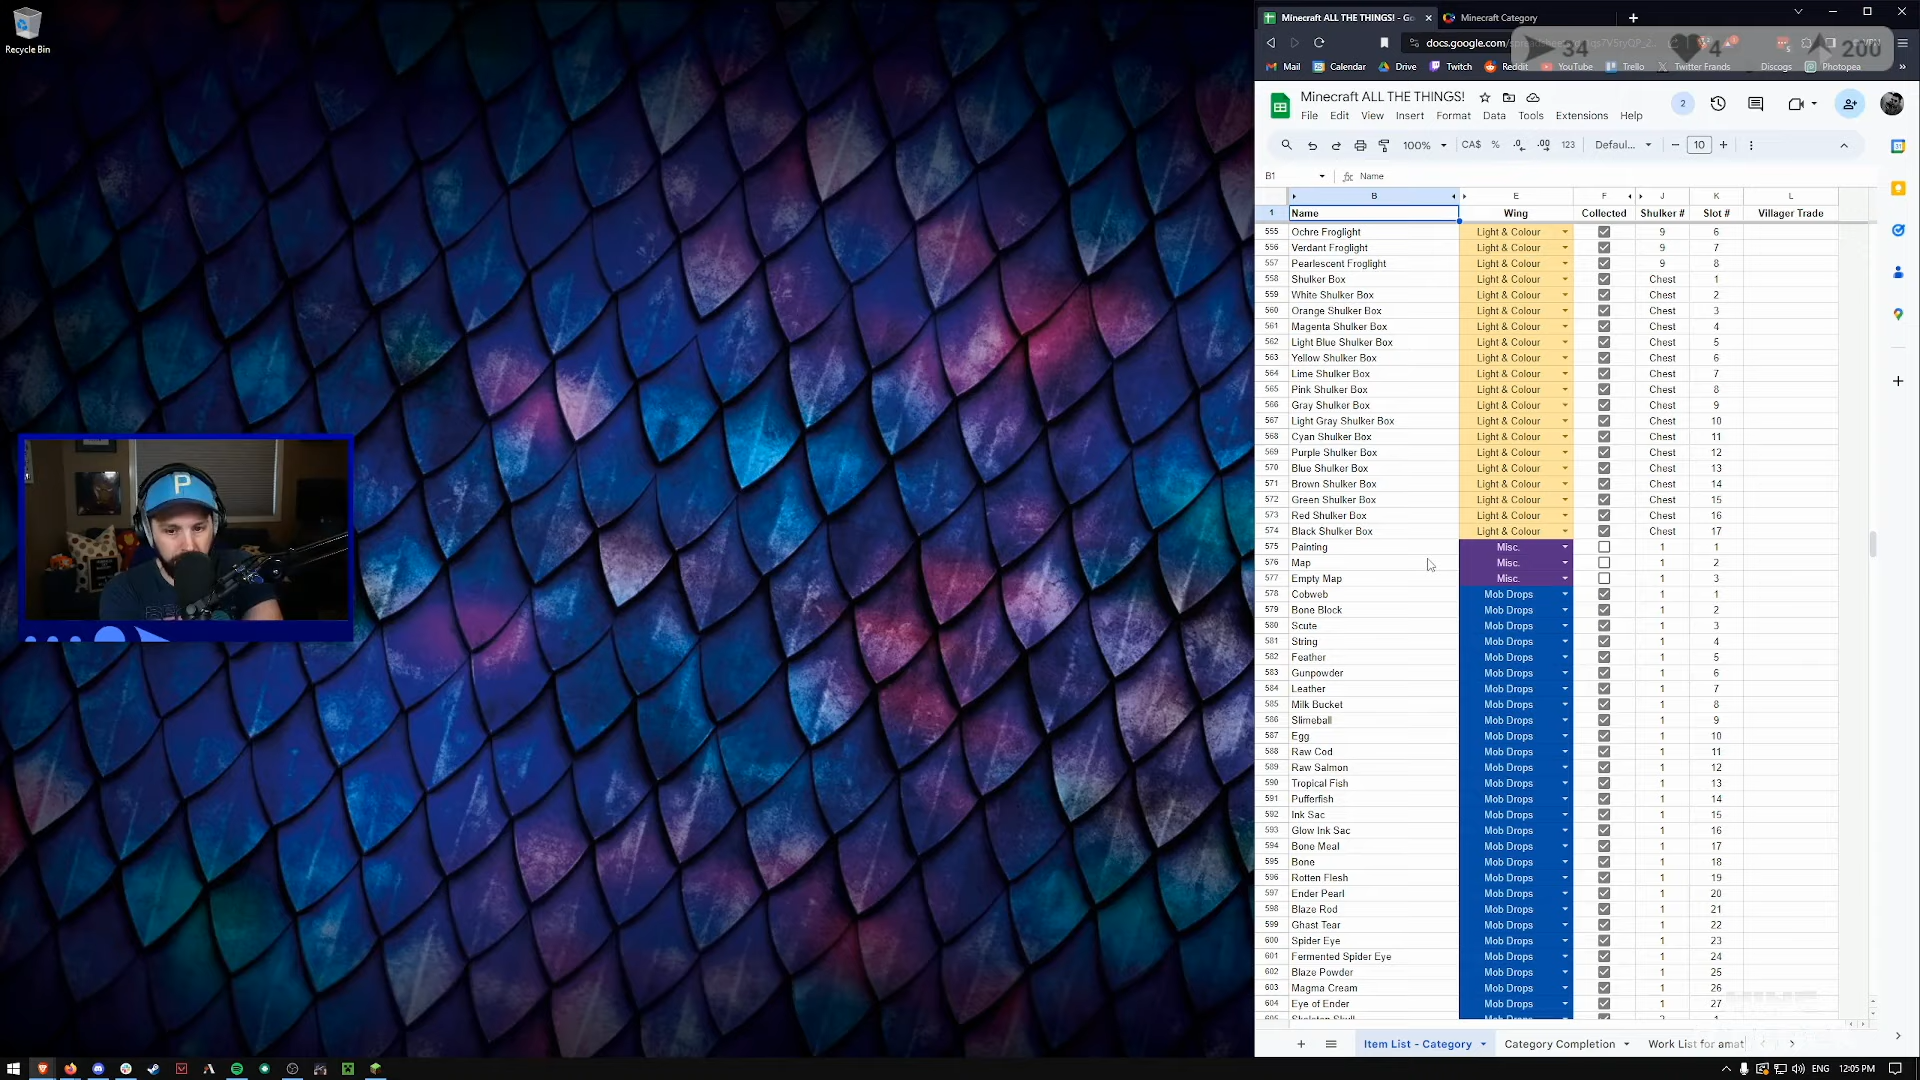 Recycle Bin
Minecraft ALL THE THINGS! - Go
Minecraft Category
docs.google.com/
34
4
200
Mail
Calendar
Drive
Twitch
Reddit
YouTube
Trello
Twitter Frands
Discogs
Photopea
Minecraft ALL THE THINGS!
2
File Edit View Insert Format Data Tools Extensions Help
100% CA$ % .0 .00 123 Defaul... 10
B1 fx Name
B E F J K L
1 Name Wing Collected Shulker # Slot # Villager Trade
555 Ochre Froglight Light & Colour 9 6
556 Verdant Froglight Light & Colour 9 7
557 Pearlescent Froglight Light & Colour 9 8
558 Shulker Box Light & Colour Chest 1
559 White Shulker Box Light & Colour Chest 2
560 Orange Shulker Box Light & Colour Chest 3
561 Magenta Shulker Box Light & Colour Chest 4
562 Light Blue Shulker Box Light & Colour Chest 5
563 Yellow Shulker Box Light & Colour Chest 6
564 Lime Shulker Box Light & Colour Chest 7
565 Pink Shulker Box Light & Colour Chest 8
566 Gray Shulker Box Light & Colour Chest 9
567 Light Gray Shulker Box Light & Colour Chest 10
568 Cyan Shulker Box Light & Colour Chest 11
569 Purple Shulker Box Light & Colour Chest 12
570 Blue Shulker Box Light & Colour Chest 13
571 Brown Shulker Box Light & Colour Chest 14
572 Green Shulker Box Light & Colour Chest 15
573 Red Shulker Box Light & Colour Chest 16
574 Black Shulker Box Light & Colour Chest 17
575 Painting Misc. 1 1
576 Map Misc. 1 2
577 Empty Map Misc. 1 3
578 Cobweb Mob Drops 1 1
579 Bone Block Mob Drops 1 2
580 Scute Mob Drops 1 3
581 String Mob Drops 1 4
582 Feather Mob Drops 1 5
583 Gunpowder Mob Drops 1 6
584 Leather Mob Drops 1 7
585 Milk Bucket Mob Drops 1 8
586 Slimeball Mob Drops 1 9
587 Egg Mob Drops 1 10
588 Raw Cod Mob Drops 1 11
589 Raw Salmon Mob Drops 1 12
590 Tropical Fish Mob Drops 1 13
591 Pufferfish Mob Drops 1 14
592 Ink Sac Mob Drops 1 15
593 Glow Ink Sac Mob Drops 1 16
594 Bone Meal Mob Drops 1 17
595 Bone Mob Drops 1 18
596 Rotten Flesh Mob Drops 1 19
597 Ender Pearl Mob Drops 1 20
598 Blaze Rod Mob Drops 1 21
599 Ghast Tear Mob Drops 1 22
600 Spider Eye Mob Drops 1 23
601 Fermented Spider Eye Mob Drops 1 24
602 Blaze Powder Mob Drops 1 25
603 Magma Cream Mob Drops 1 26
604 Eye of Ender Mob Drops 1 27
605 Skeleton Skull Mob Drops 2 1
Item List - Category
Category Completion
Work List for amat
ENG 12:05 PM
P